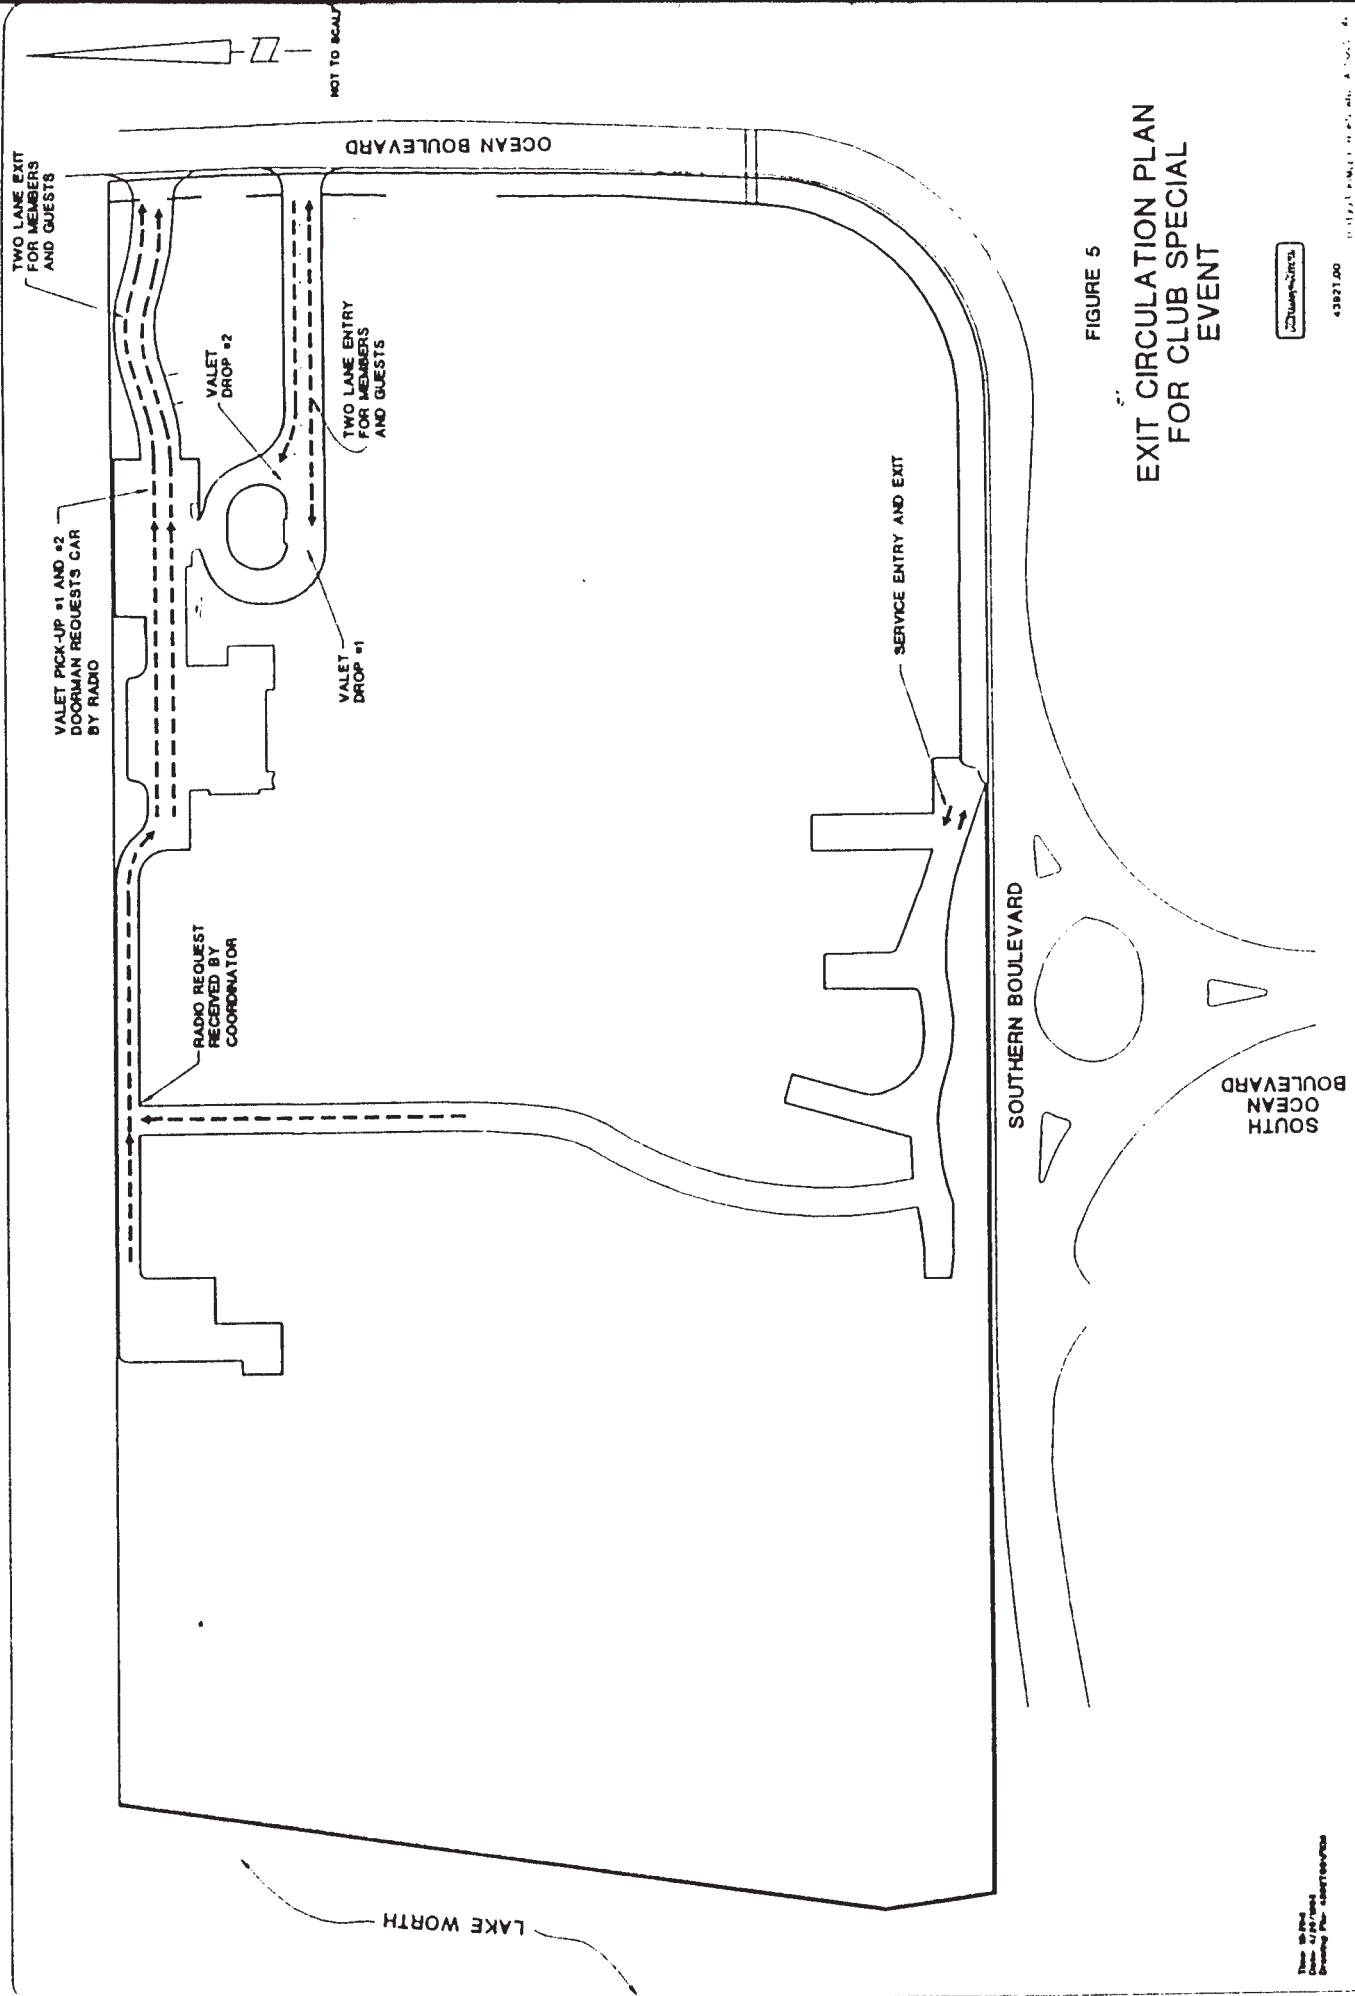 NOT TO SCALE
TWO LANE EXIT
FOR MEMBERS
AND GUESTS
OCEAN BOULEVARD
VALET
DROP #2
TWO LANE ENTRY
FOR MEMBERS
AND GUESTS
VALET PICK-UP #1 AND #2
DOORMAN REQUESTS CAR
BY RADIO
VALET
DROP #1
SERVICE ENTRY AND EXIT
RADIO REQUEST
RECEIVED BY
COORDINATOR
SOUTHERN BOULEVARD
SOUTH
OCEAN
BOULEVARD
LAKE WORTH
FIGURE 5
EXIT CIRCULATION PLAN
FOR CLUB SPECIAL
EVENT
43927.00